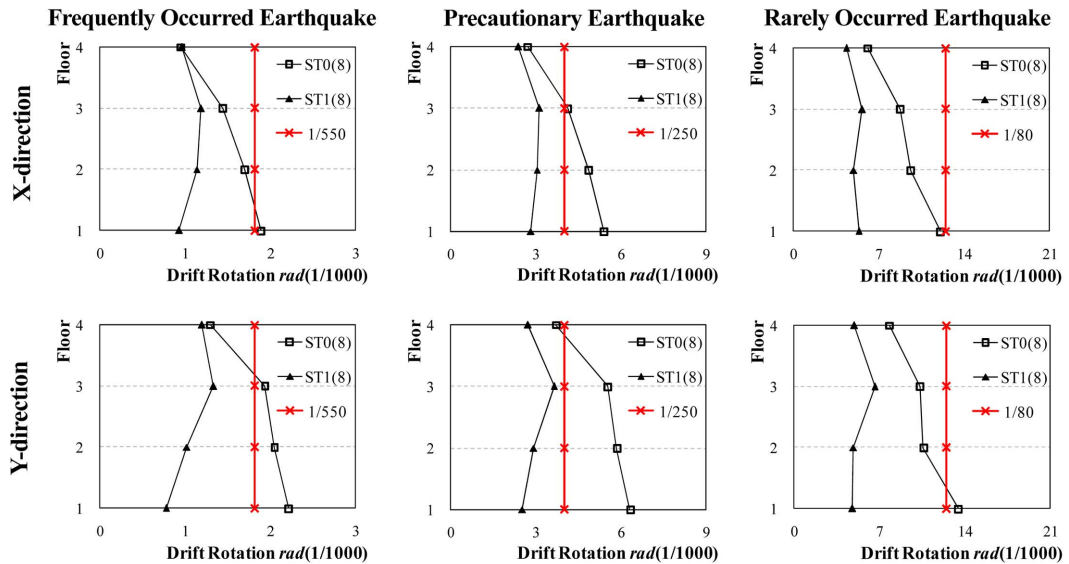 Frequently Occurred Earthquake
Precautionary Earthquake
Rarely Occurred Earthquake
X-direction
Floor
4
3
2
1
ST0(8)
ST1(8)
1/550
0
1
2
3
Drift Rotation rad(1/1000)
Floor
4
3
2
1
ST0(8)
ST1(8)
1/250
0
3
6
9
Drift Rotation rad(1/1000)
Floor
4
3
2
1
ST0(8)
ST1(8)
1/80
0
7
14
21
Drift Rotation rad(1/1000)
Y-direction
Floor
4
3
2
1
ST0(8)
ST1(8)
1/550
0
1
2
3
Drift Rotation rad(1/1000)
Floor
4
3
2
1
ST0(8)
ST1(8)
1/250
0
3
6
9
Drift Rotation rad(1/1000)
Floor
4
3
2
1
ST0(8)
ST1(8)
1/80
0
7
14
21
Drift Rotation rad(1/1000)